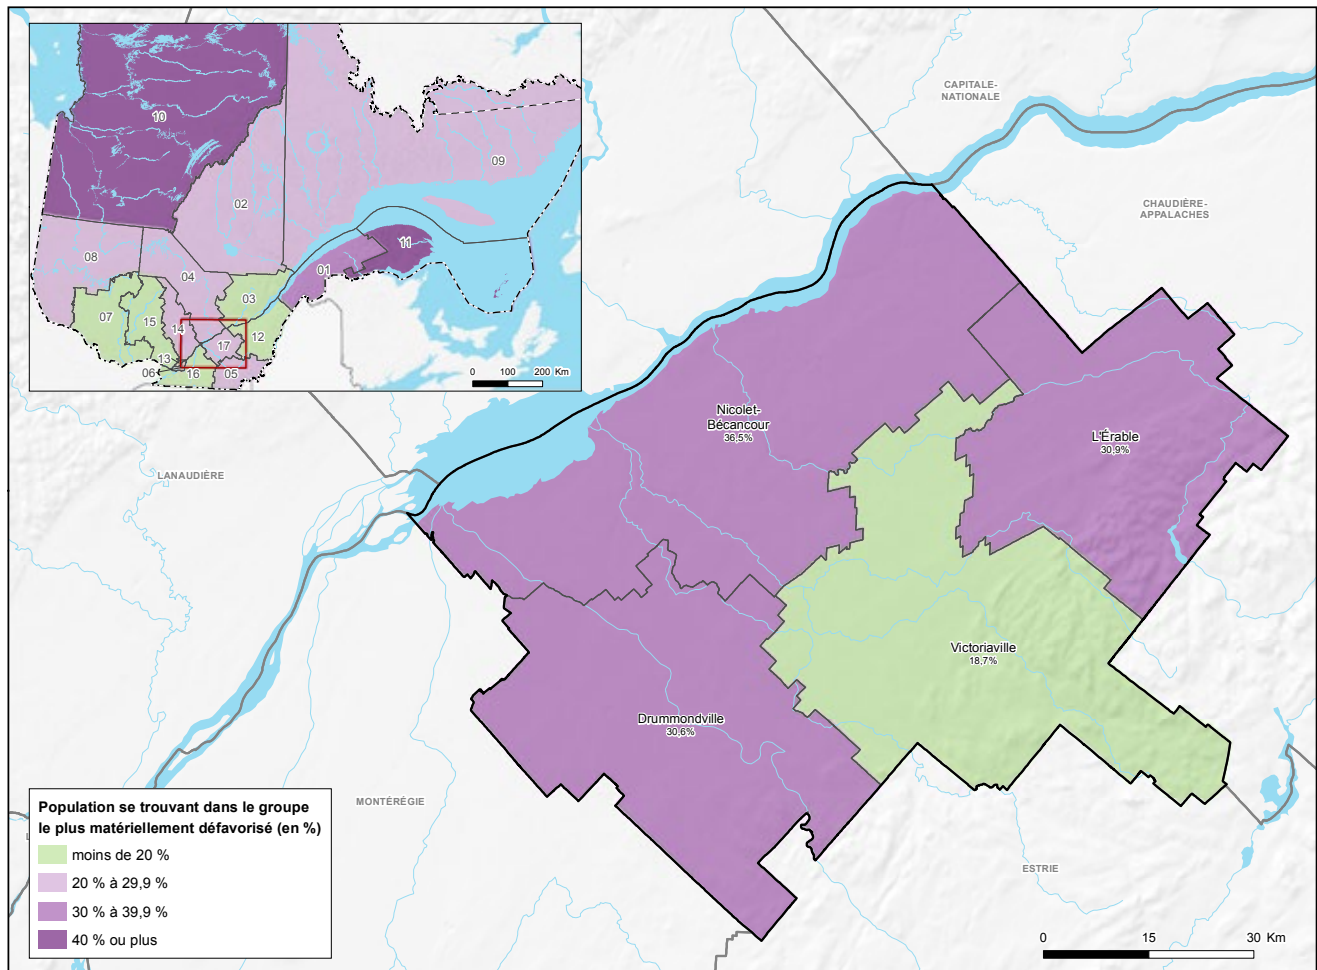 10
09
02
11
01
08
04
03
07
15
14
12
17
13
06
16
05
0 100 200 Km
CAPITALE-
NATIONALE
CHAUDIÈRE-
APPALACHES
LANAUDIÈRE
MONTÉRÉGIE
ESTRIE
Nicolet-
Bécancour
36,5%
L'Érable
30,9%
Victoriaville
18,7%
Drummondville
30,6%
Population se trouvant dans le groupe
le plus matériellement défavorisé (en %)
moins de 20 %
20 % à 29,9 %
30 % à 39,9 %
40 % ou plus
0 15 30 Km